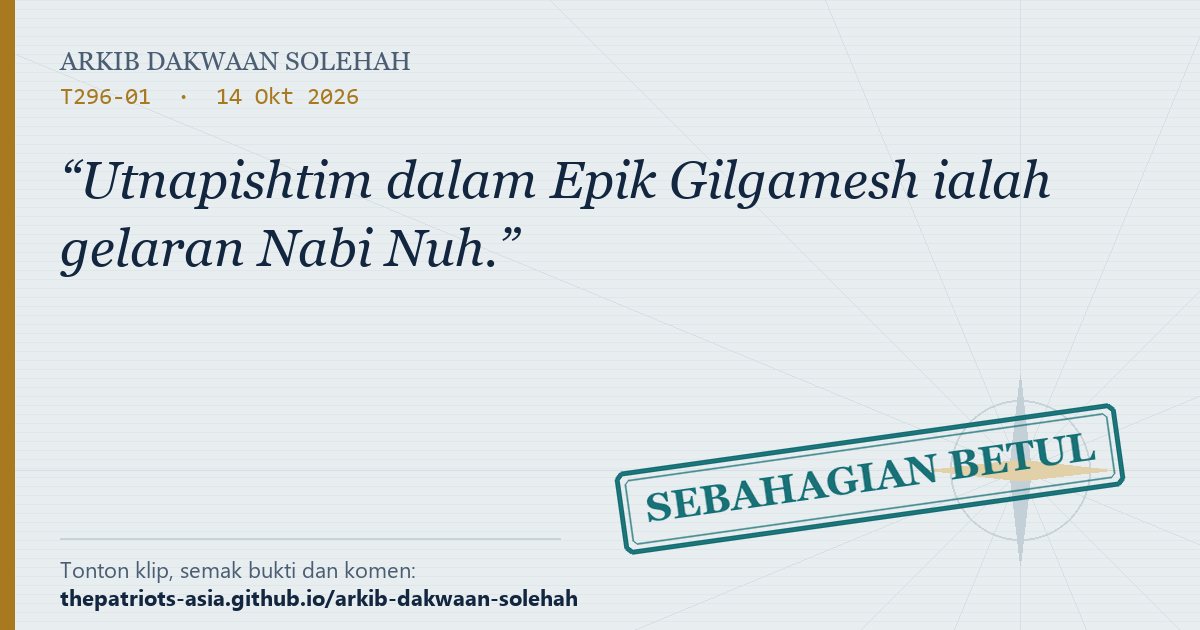 ARKIB DAKWAAN SOLEHAH
T296-01 · 14 Okt 2026
“Utnapishtim dalam Epik Gilgamesh ialah
gelaran Nabi Nuh.”
SEBAHAGIAN BETUL
Tonton klip, semak bukti dan komen:
thepatriots-asia.github.io/arkib-dakwaan-solehah